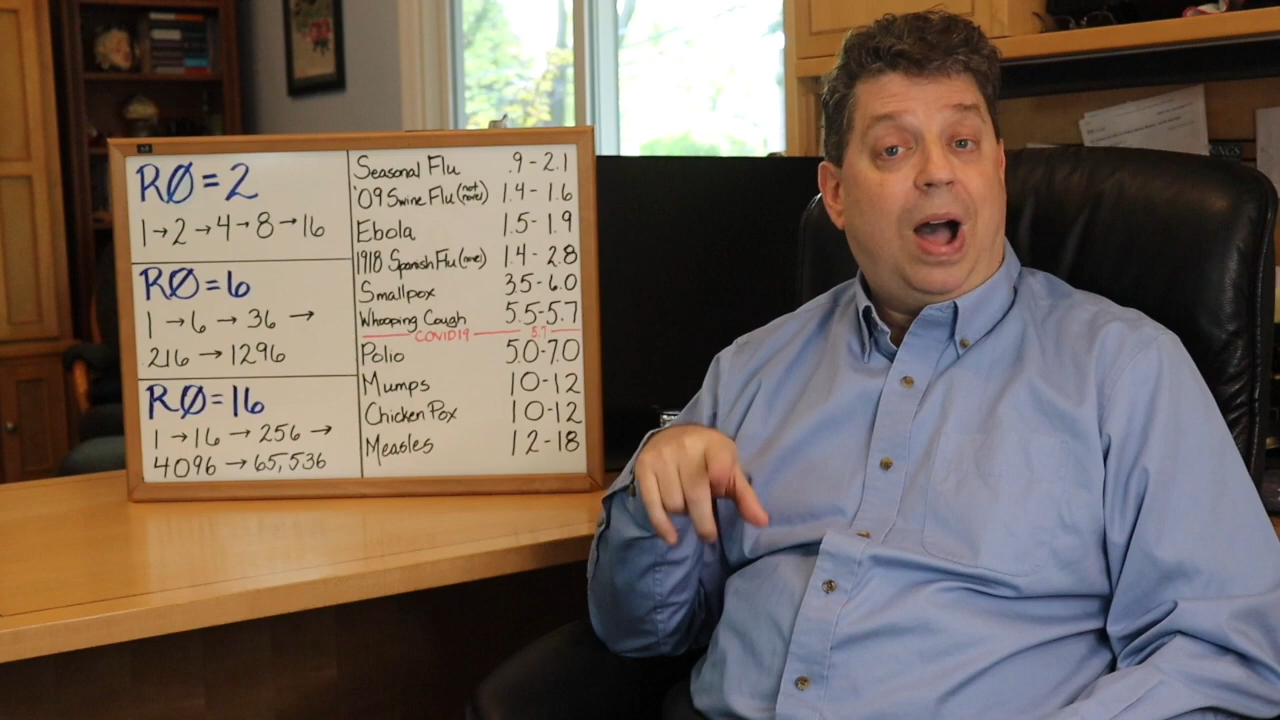 RØ=2
1→2→4→8→16
RØ=6
1→6→36→
216→1296
RØ=16
1→16→256→
4096→65,536
Seasonal Flu .9-2.1
'09 Swine Flu 1.4-1.6
Ebola 1.5-1.9
1918 Spanish Flu 1.4-2.8
Smallpox 3.5-6.0
Whooping Cough 5.5-5.7
COVID19 5.7
Polio 5.0-7.0
Mumps 10-12
Chicken Pox 10-12
Measles 12-18